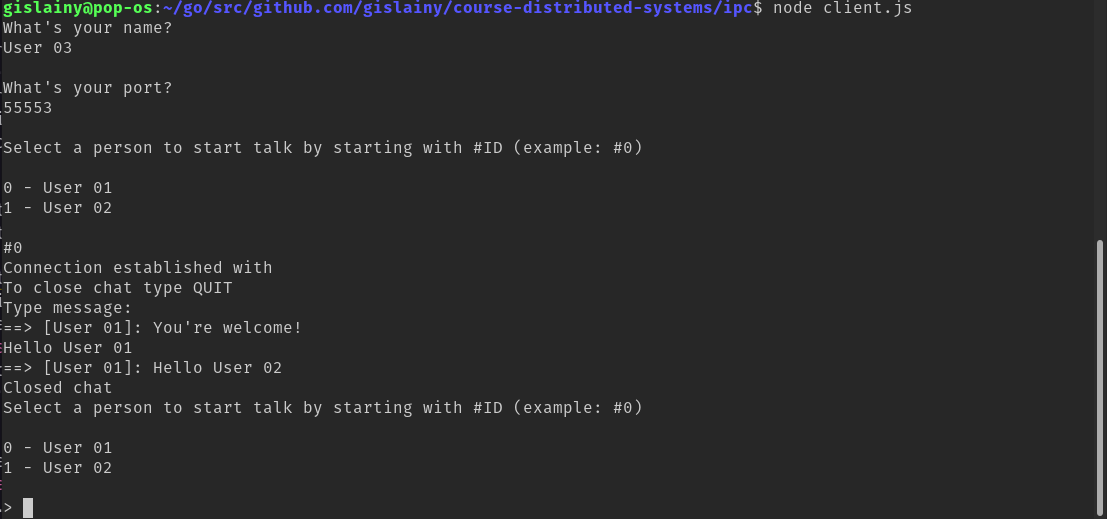 gislainy@pop-os:~/go/src/github.com/gislainy/course-distributed-systems/ipc$ node client.js
What's your name?
User 03
What's your port?
55553
Select a person to start talk by starting with #ID (example: #0)
0 - User 01
1 - User 02
#0
Connection established with
To close chat type QUIT
Type message:
==> [User 01]: You're welcome!
Hello User 01
==> [User 01]: Hello User 02
Closed chat
Select a person to start talk by starting with #ID (example: #0)
0 - User 01
1 - User 02
>